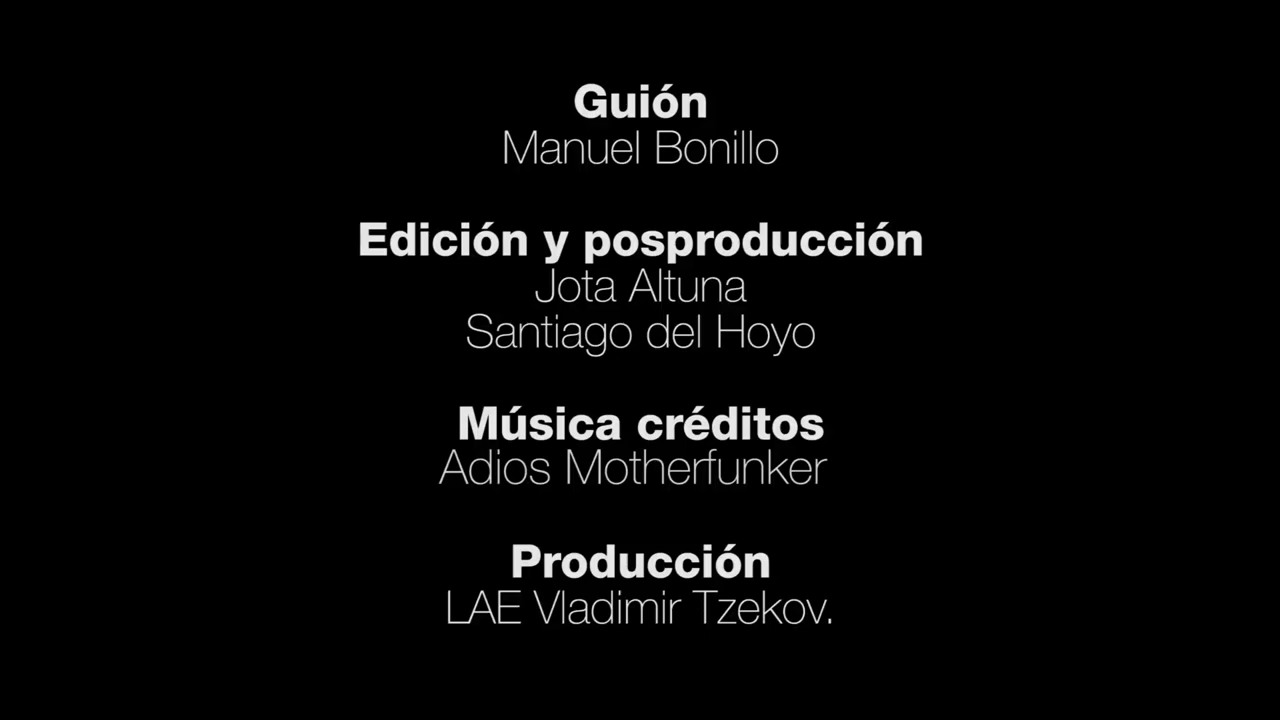 Guión
Manuel Bonillo
Edición y posproducción
Jota Altuna
Santiago del Hoyo
Música créditos
Adios Motherfunker
Producción
LAE Vladimir Tzekov.